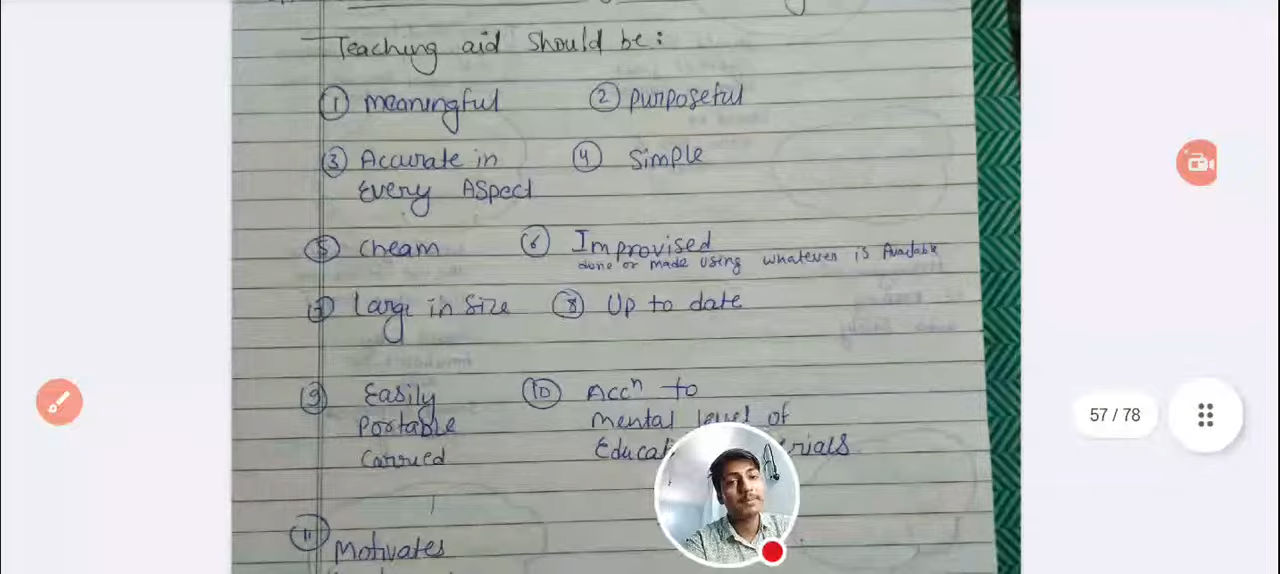 Teaching aid should be:
① meaningful ② purposeful
③ Accurate in ④ Simple
Every Aspect
⑤ Cheam ⑥ Improvised
done or made using whatever is Available
⑦ Large in Size ⑧ Up to date
⑨ Easily ⑩ Accⁿ to
Portable mental level of
Carried
⑪ Motivates
57 / 78